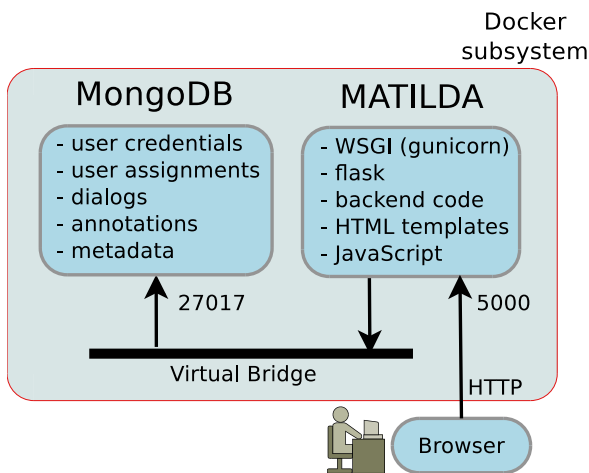 Docker
subsystem
MongoDB
- user credentials
- user assignments
- dialogs
- annotations
- metadata
MATILDA
- WSGI (gunicorn)
- flask
- backend code
- HTML templates
- JavaScript
27017
5000
Virtual Bridge
HTTP
Browser